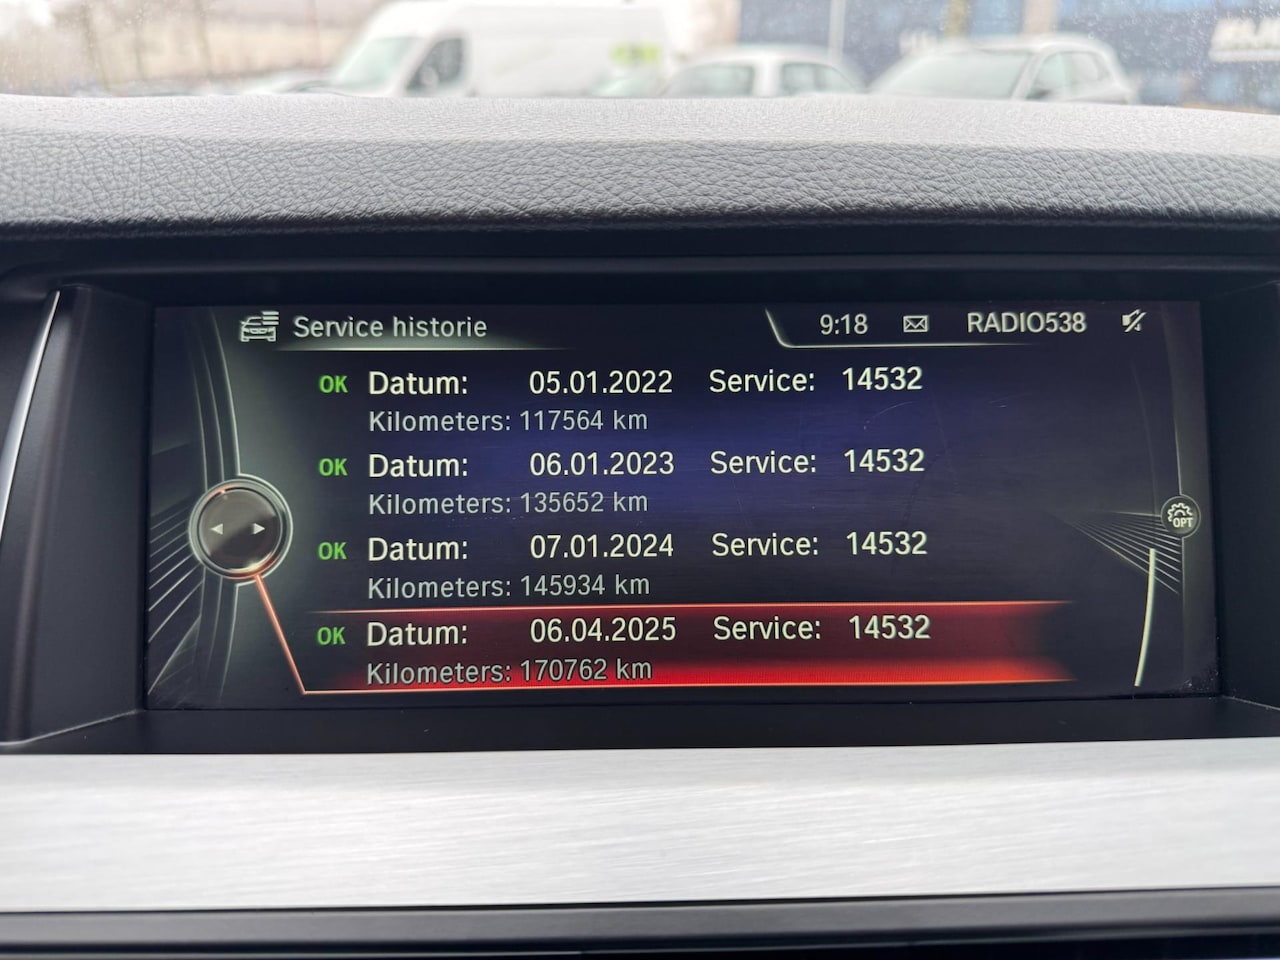 Service historie 9:18 RADIO538
OK Datum: 05.01.2022 Service: 14532
Kilometers: 117564 km
OK Datum: 06.01.2023 Service: 14532
Kilometers: 135652 km
OK Datum: 07.01.2024 Service: 14532
Kilometers: 145934 km
OK Datum: 06.04.2025 Service: 14532
Kilometers: 170762 km
OPT